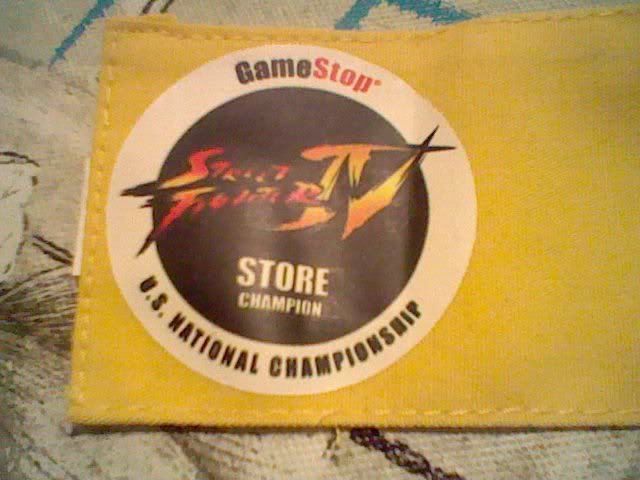 GameStop
STREET
FIGHTER IV
STORE
CHAMPION
U.S. NATIONAL CHAMPIONSHIP